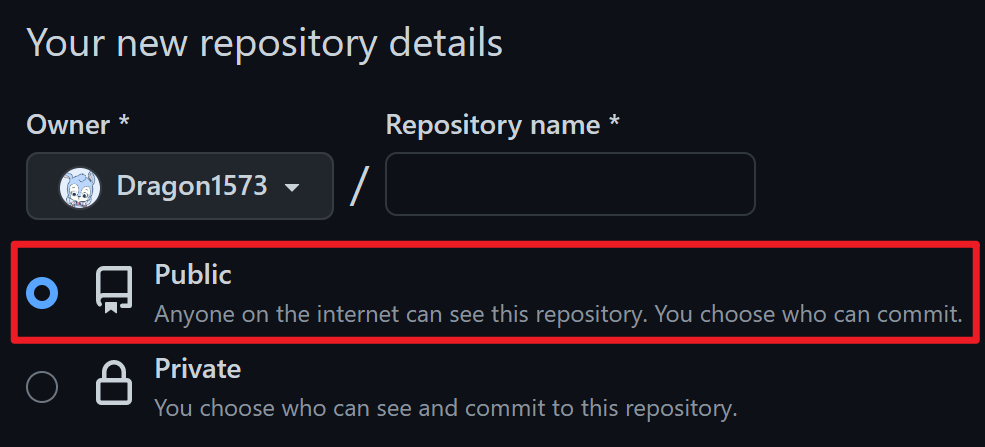 Your new repository details
Owner *
Repository name *
Dragon1573
/
Public
Anyone on the internet can see this repository. You choose who can commit.
Private
You choose who can see and commit to this repository.